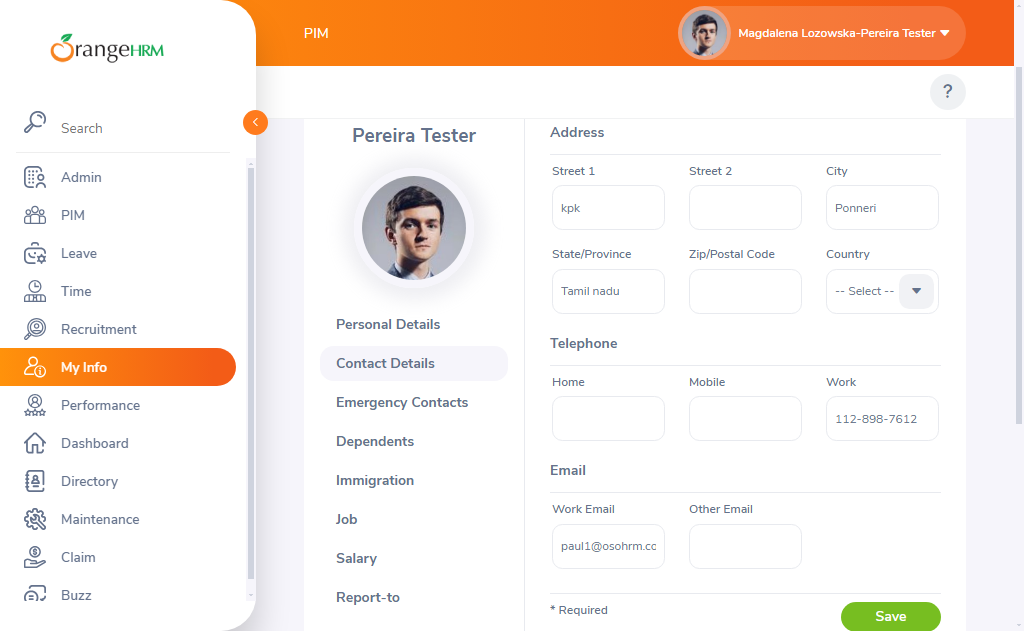 OrangeHRM
PIM
Magdalena Lozowska-Pereira Tester
?
Search
Admin
PIM
Leave
Time
Recruitment
My Info
Performance
Dashboard
Directory
Maintenance
Claim
Buzz
Pereira Tester
Personal Details
Contact Details
Emergency Contacts
Dependents
Immigration
Job
Salary
Report-to
Address
Street 1 Street 2 City
kpk Ponneri
State/Province Zip/Postal Code Country
Tamil nadu -- Select --
Telephone
Home Mobile Work
112-898-7612
Email
Work Email Other Email
paul1@osohrm.cc
* Required
Save